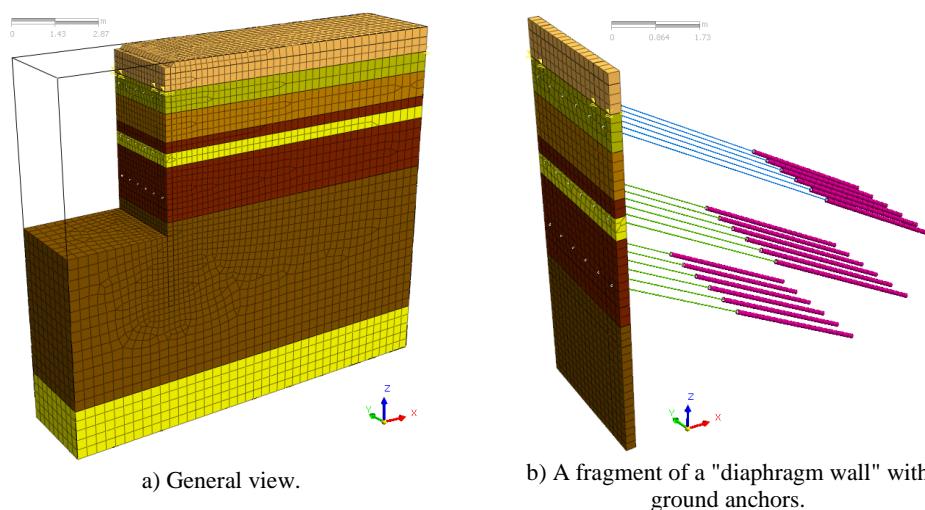 m
0 1.43 2.87
m
0 0.864 1.73
Z
Y X
Z
Y X
a) General view.
b) A fragment of a "diaphragm wall" with
ground anchors.